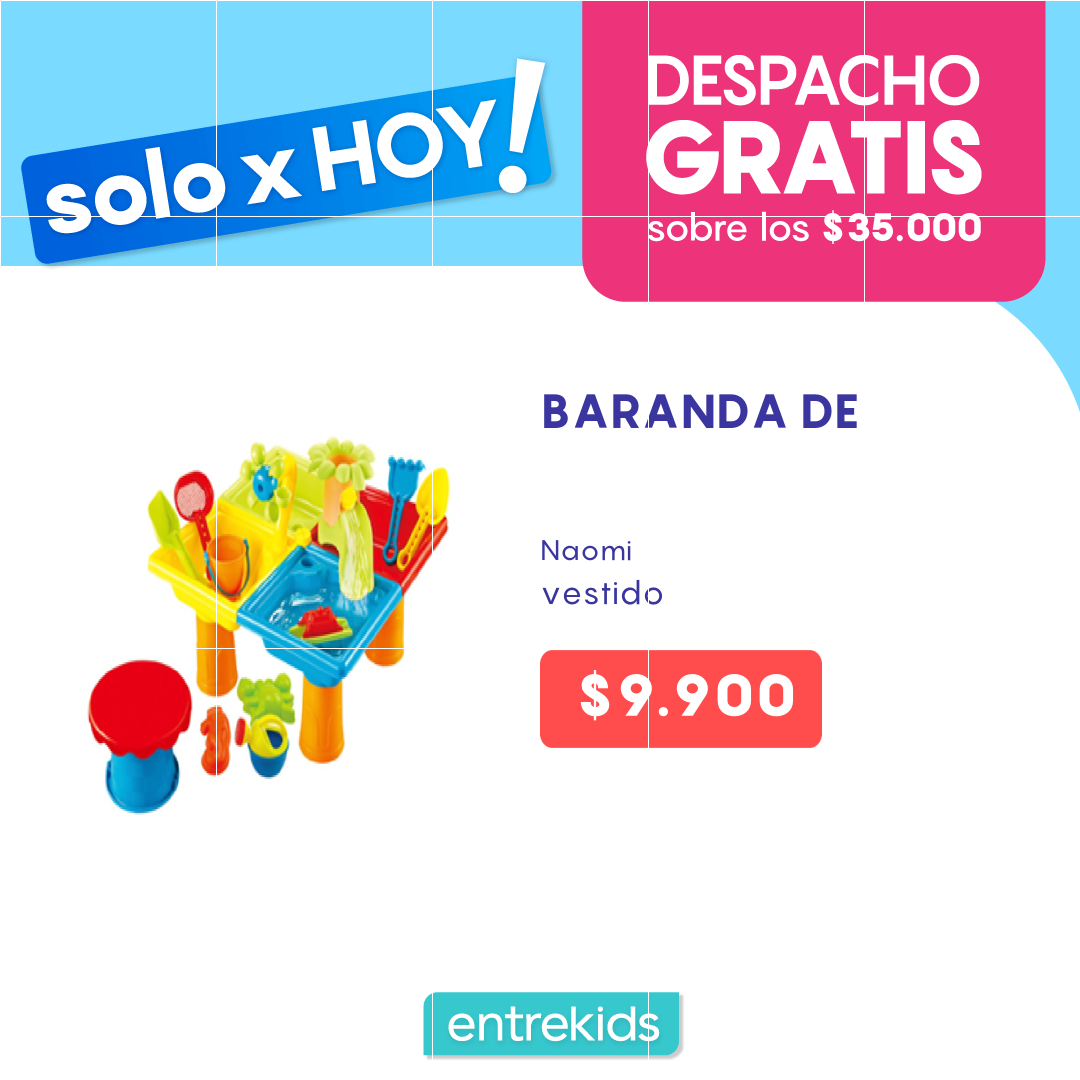 solo x HOY!
DESPACHO
GRATIS
sobre los $35.000
BARANDA DE
Naomi
vestido
$9.900
entrekids